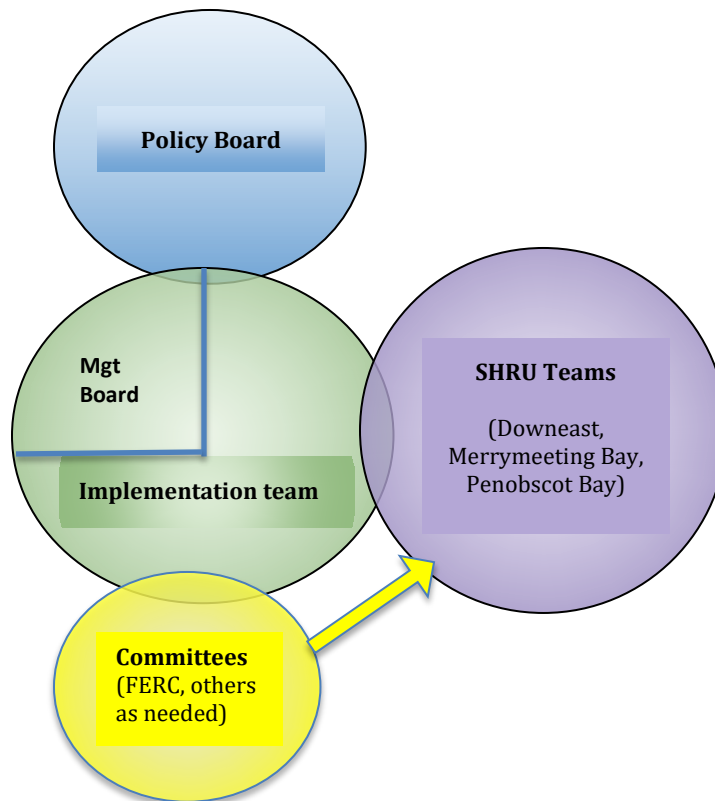 Policy Board
Mgt
Board
Implementation team
SHRU Teams
(Downeast,
Merrymeeting Bay,
Penobscot Bay)
Committees
(FERC, others
as needed)